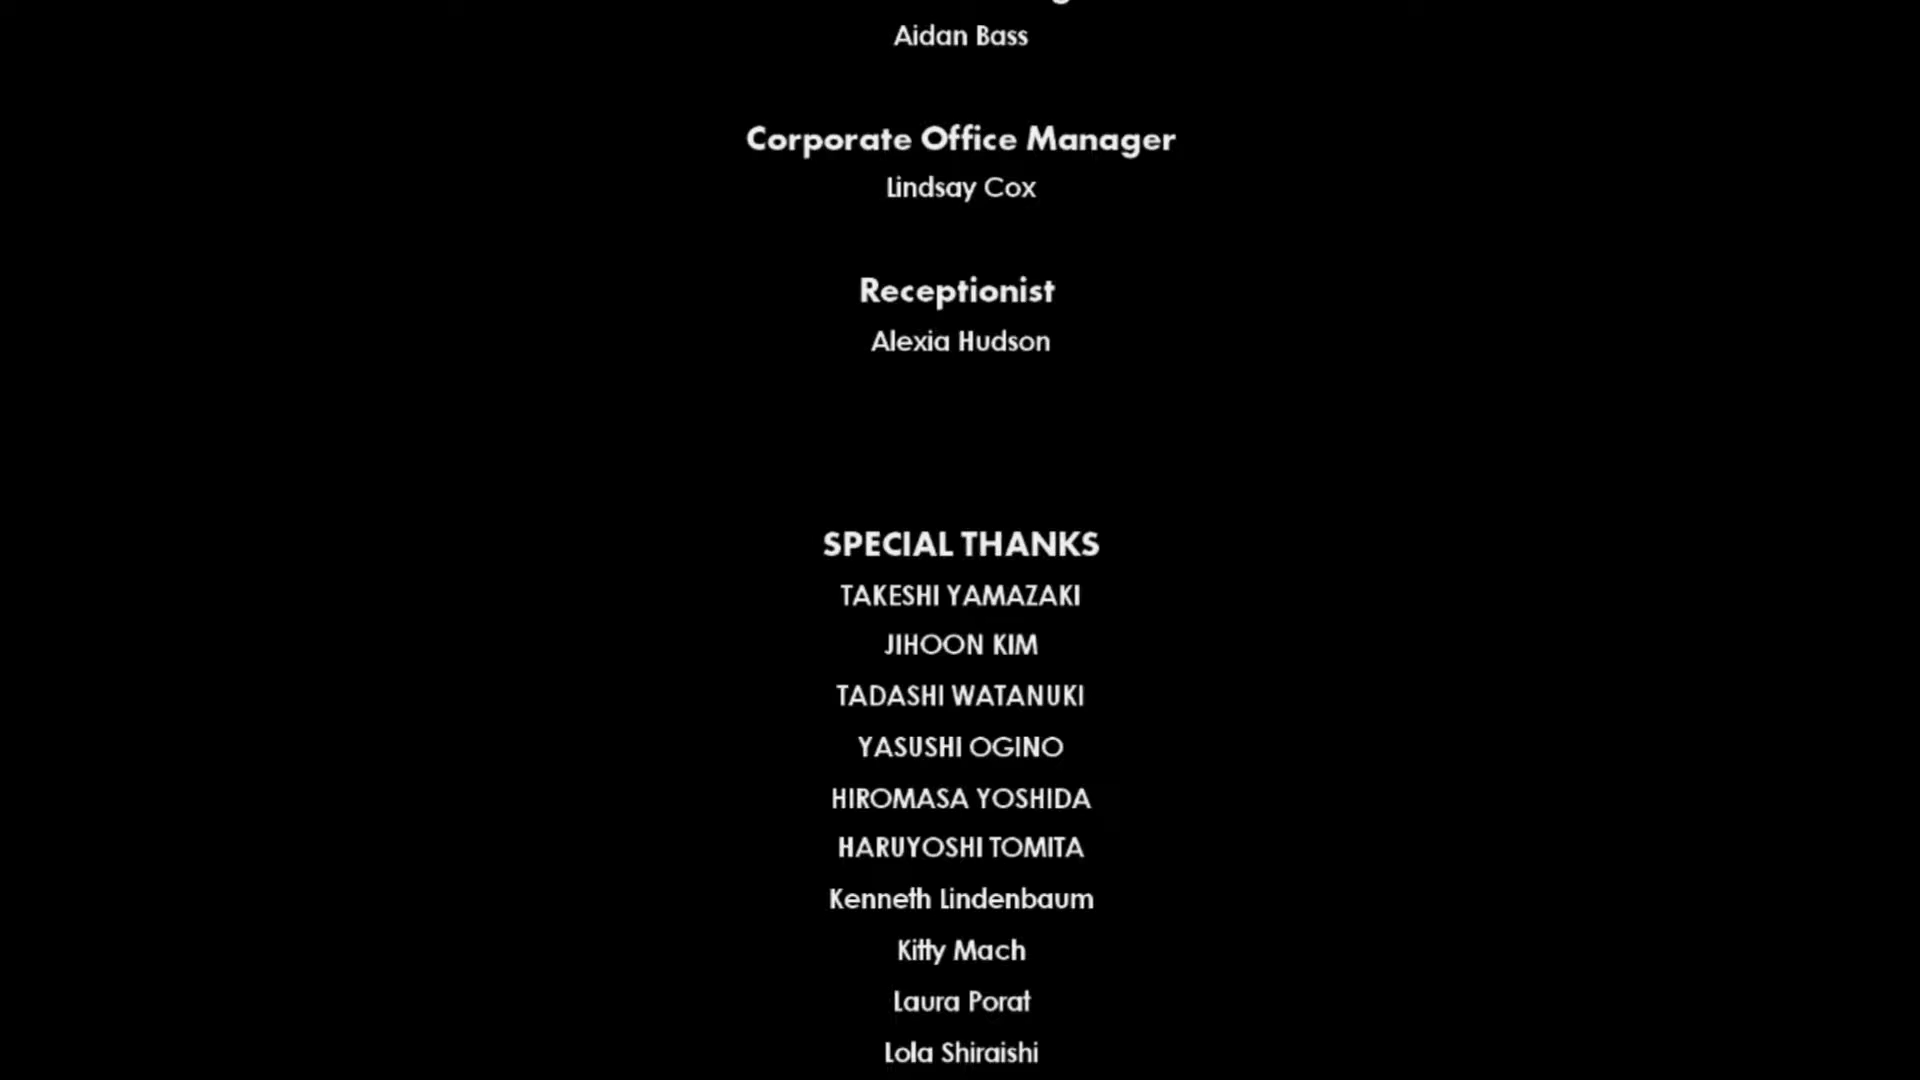 Aidan Bass
Corporate Office Manager
Lindsay Cox
Receptionist
Alexia Hudson
SPECIAL THANKS
TAKESHI YAMAZAKI
JIHOON KIM
TADASHI WATANUKI
YASUSHI OGINO
HIROMASA YOSHIDA
HARUYOSHI TOMITA
Kenneth Lindenbaum
Kitty Mach
Laura Porat
Lola Shiraishi